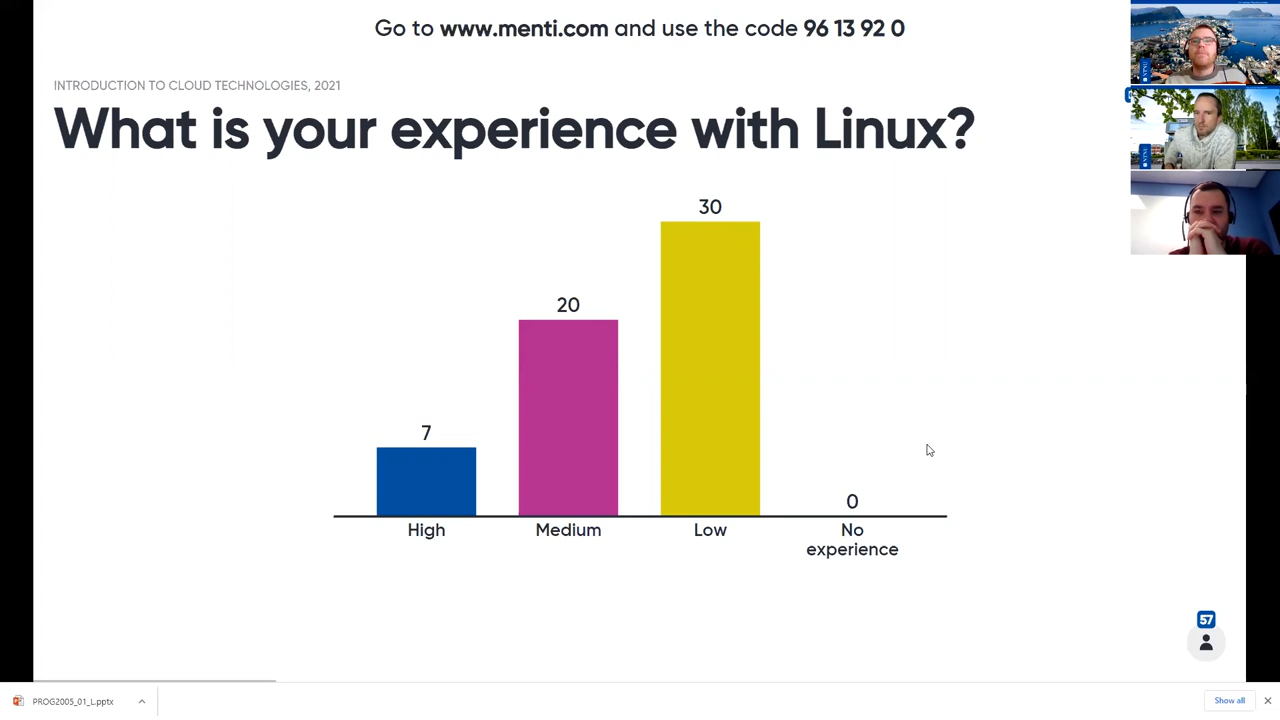 Go to www.menti.com and use the code 96 13 92 0
INTRODUCTION TO CLOUD TECHNOLOGIES, 2021
What is your experience with Linux?
30
20
7
0
High
Medium
Low
No
experience
57
PROG2005_01_L.pptx
Show all
NTNU
NTNU